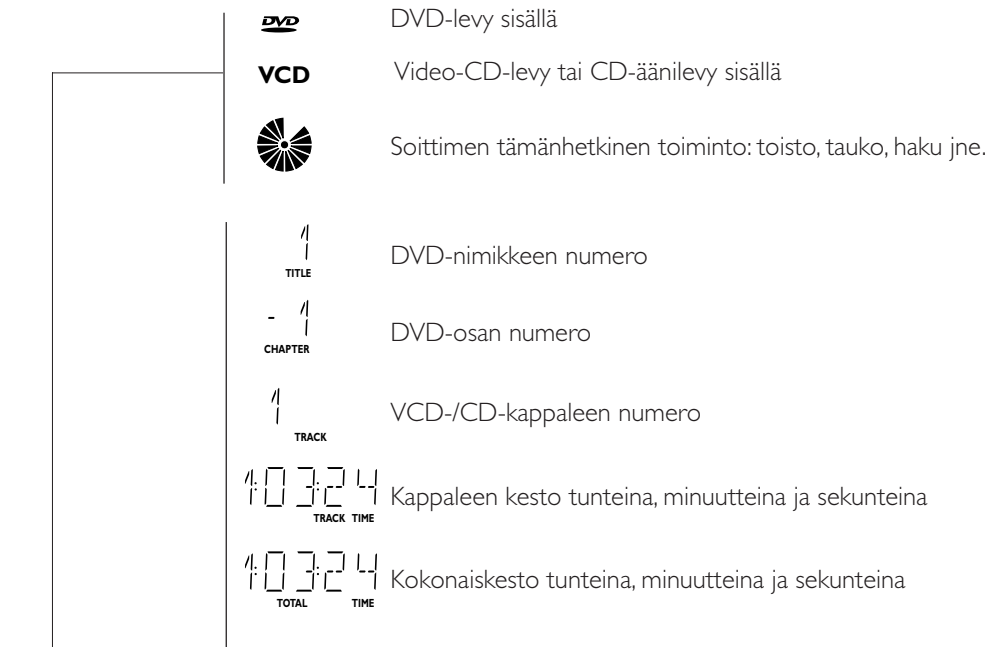 DVD DVD-levy sisällä
VCD Video-CD-levy tai CD-äänilevy sisällä
Soittimen tämänhetkinen toiminto: toisto, tauko, haku jne.
1
TITLE
DVD-nimikkeen numero
- 1
CHAPTER
DVD-osan numero
1
TRACK
VCD-/CD-kappaleen numero
1:03:24
TRACK TIME
Kappaleen kesto tunteina, minuutteina ja sekunteina
1:03:24
TOTAL TIME
Kokonaiskesto tunteina, minuutteina ja sekunteina